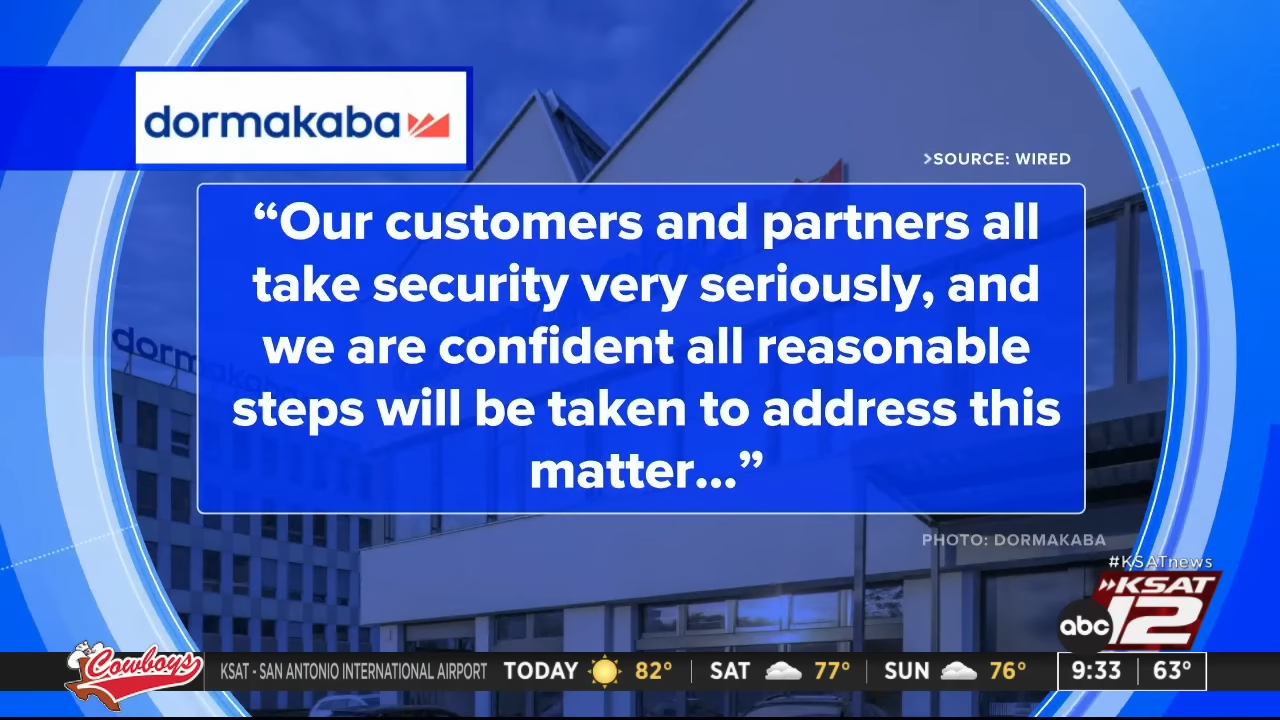 dormakaba
>SOURCE: WIRED
“Our customers and partners all
take security very seriously, and
we are confident all reasonable
steps will be taken to address this
matter...”
dormakaba
PHOTO: DORMAKABA
#KSATnews
»KSAT
abc 12
Cowboys KSAT - SAN ANTONIO INTERNATIONAL AIRPORT TODAY 82° SAT 77° SUN 76° 9:33 63°